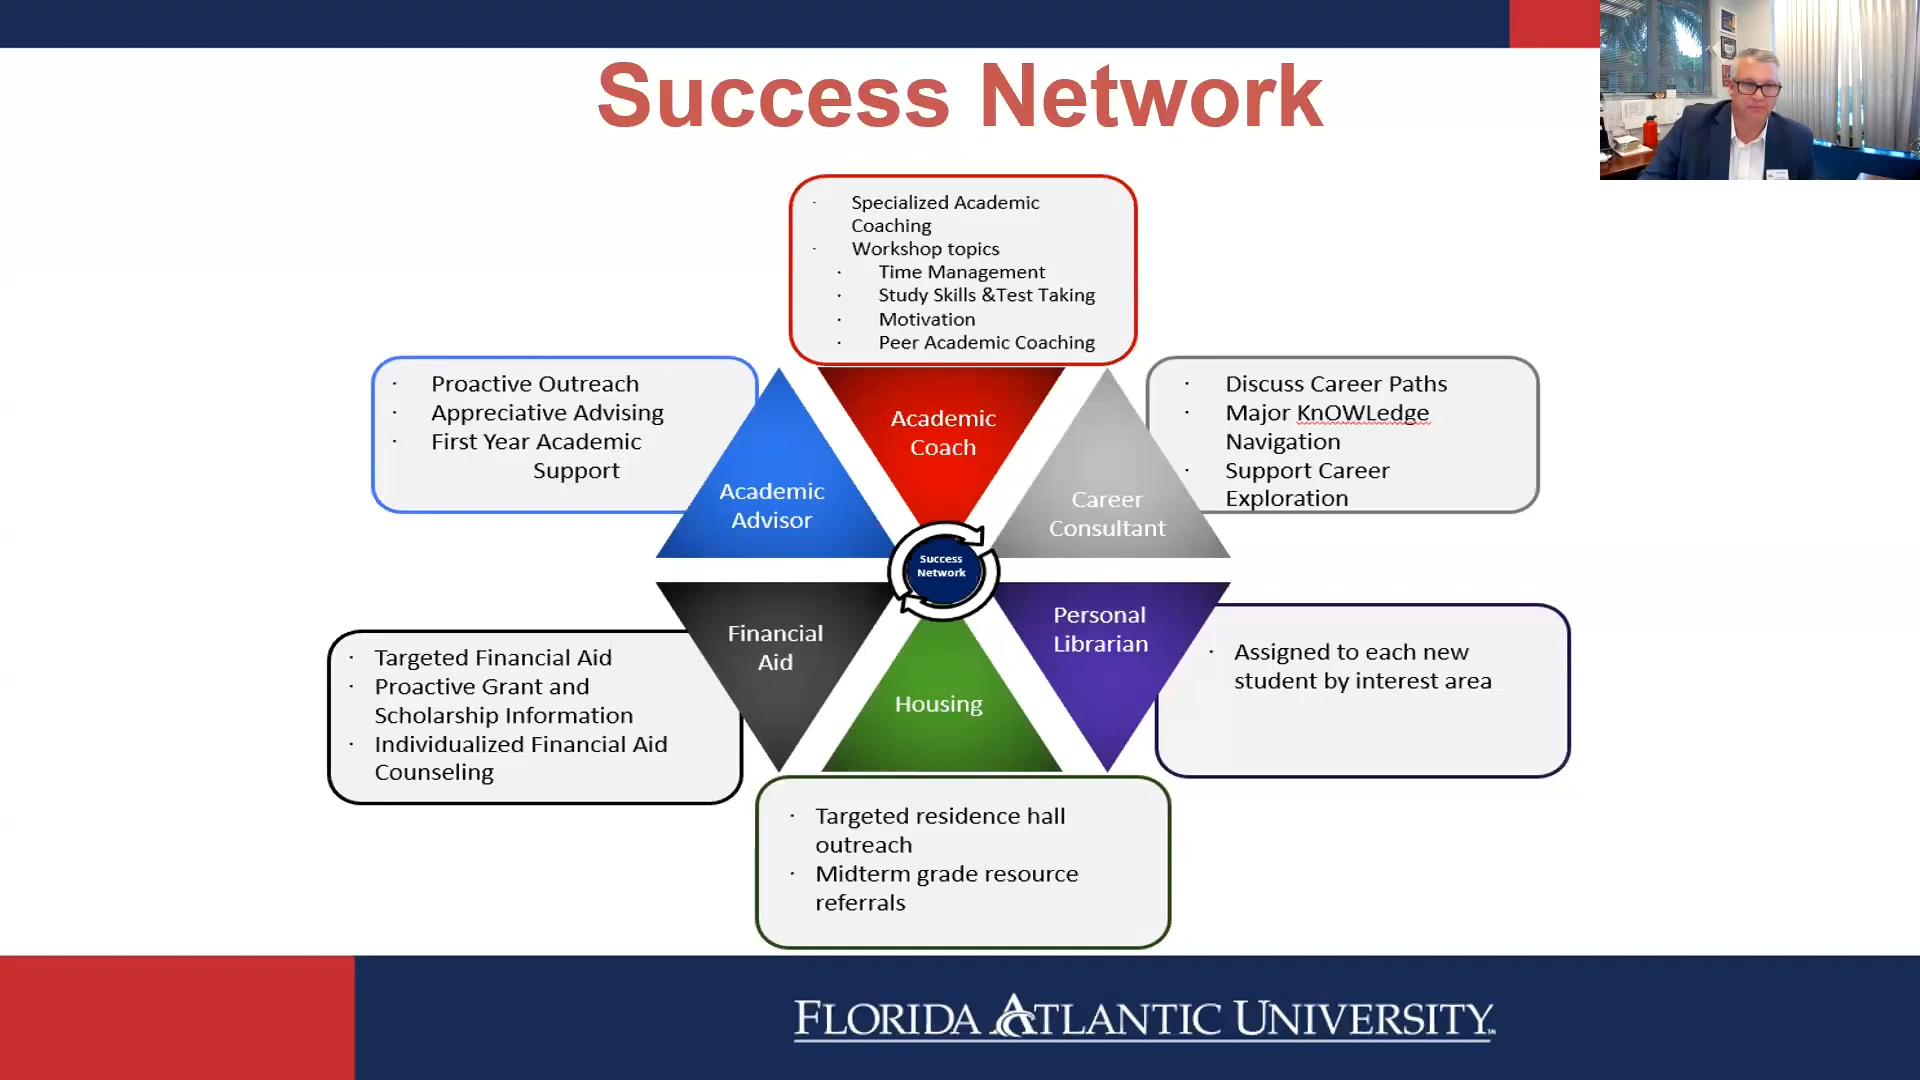 Success Network
· Specialized Academic
Coaching
· Workshop topics
· Time Management
· Study Skills &Test Taking
· Motivation
· Peer Academic Coaching
· Proactive Outreach
· Appreciative Advising
· First Year Academic
Support
· Discuss Career Paths
· Major KnOWLedge
Navigation
· Support Career
Exploration
Academic
Coach
Academic
Advisor
Career
Consultant
Success
Network
Financial
Aid
Housing
Personal
Librarian
· Targeted Financial Aid
· Proactive Grant and
Scholarship Information
· Individualized Financial Aid
Counseling
· Assigned to each new
student by interest area
· Targeted residence hall
outreach
· Midterm grade resource
referrals
FLORIDA ATLANTIC UNIVERSITY